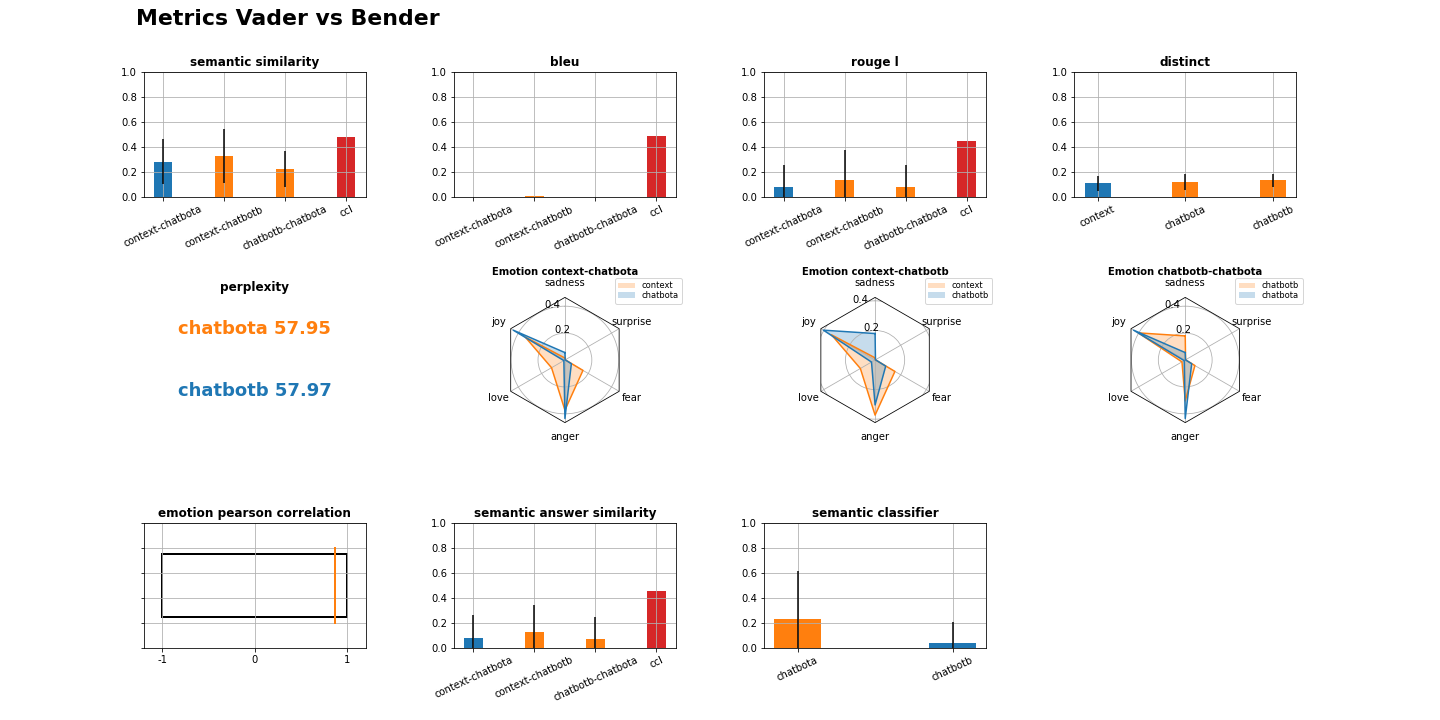 Metrics Vader vs Bender
semantic similarity
1.0
0.8
0.6
0.4
0.2
0.0
context-chatbota
context-chatbotb
chatbotb-chatbota
ccl
bleu
1.0
0.8
0.6
0.4
0.2
0.0
context-chatbota
context-chatbotb
chatbotb-chatbota
ccl
rouge l
1.0
0.8
0.6
0.4
0.2
0.0
context-chatbota
context-chatbotb
chatbotb-chatbota
ccl
distinct
1.0
0.8
0.6
0.4
0.2
0.0
context
chatbota
chatbotb
perplexity
chatbota 57.95
chatbotb 57.97
Emotion context-chatbota
sadness
context
chatbota
0.4
0.2
joy
surprise
love
fear
anger
Emotion context-chatbotb
sadness
context
chatbotb
0.4
0.2
joy
surprise
love
fear
anger
Emotion chatbotb-chatbota
sadness
chatbotb
chatbota
0.4
0.2
joy
surprise
love
fear
anger
emotion pearson correlation
-1
0
1
semantic answer similarity
1.0
0.8
0.6
0.4
0.2
0.0
context-chatbota
context-chatbotb
chatbotb-chatbota
ccl
semantic classifier
1.0
0.8
0.6
0.4
0.2
0.0
chatbota
chatbotb